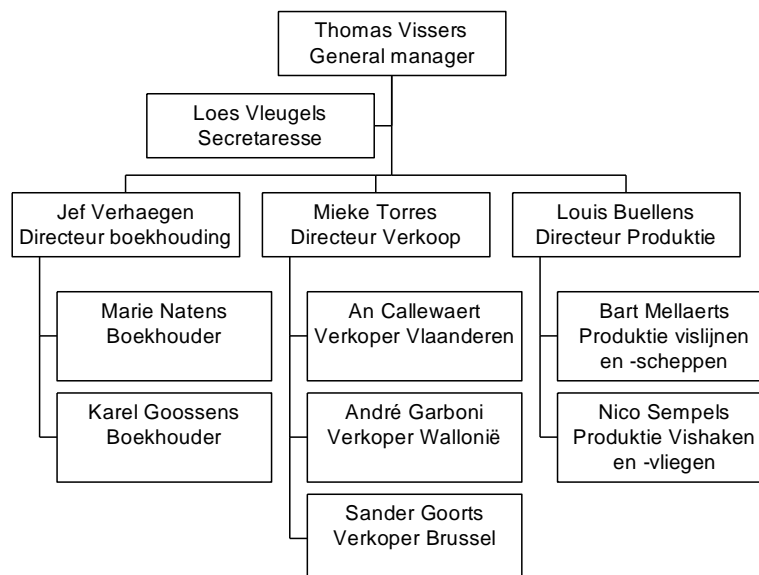 Thomas Vissers
General manager
Loes Vleugels
Secretaresse
Jef Verhaegen
Directeur boekhouding
Mieke Torres
Directeur Verkoop
Louis Buellens
Directeur Produktie
Marie Natens
Boekhouder
An Callewaert
Verkoper Vlaanderen
Bart Mellaerts
Produktie vislijnen
en -scheppen
Karel Goossens
Boekhouder
André Garboni
Verkoper Wallonië
Nico Sempels
Produktie Vishaken
en -vliegen
Sander Goorts
Verkoper Brussel